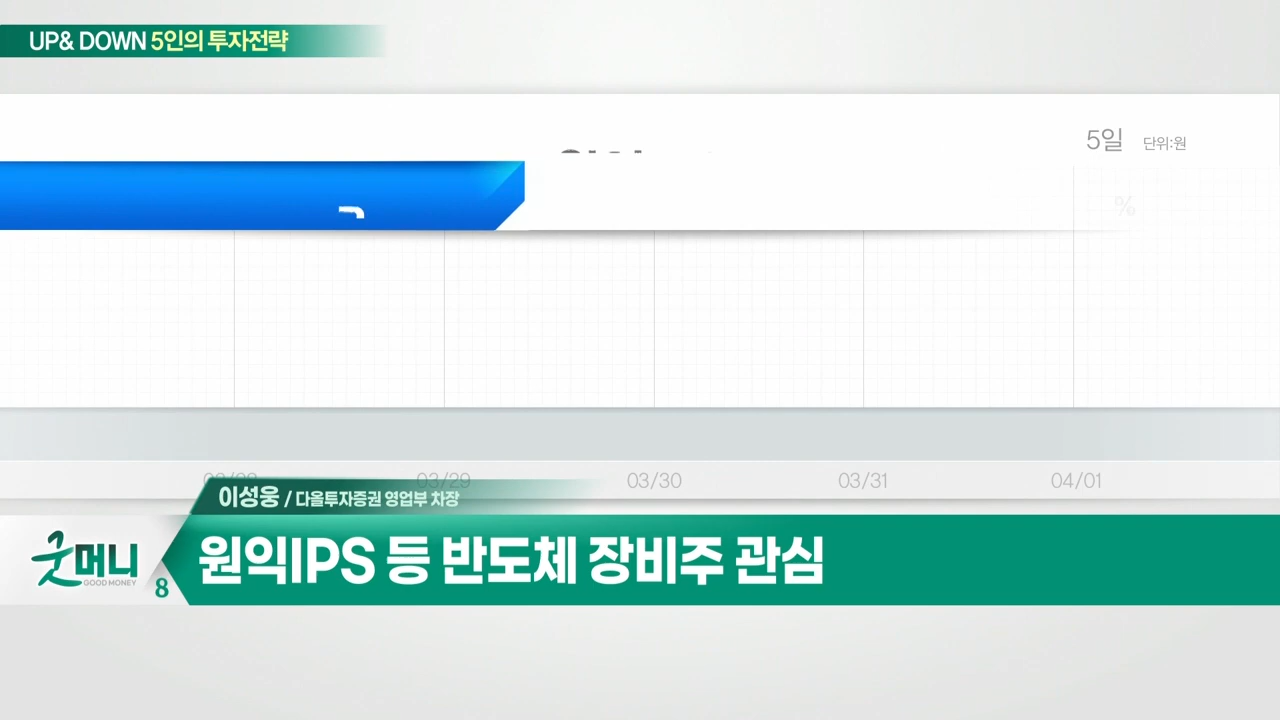 UP& DOWN 5인의 투자전략
5일 단위:원
%
03/29 03/30 03/31 04/01
이성웅 / 다올투자증권 영업부 차장
원익IPS 등 반도체 장비주 관심
굿머니
GOOD MONEY
8